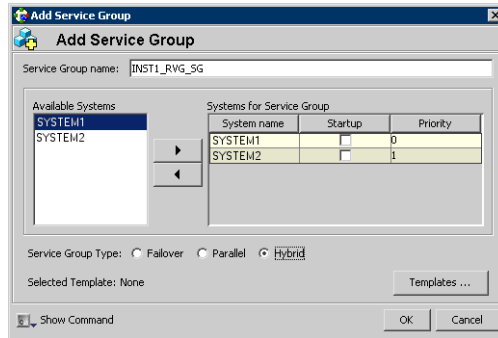 Add Service Group
Add Service Group
Service Group name: INST1_RVG_SG
Available Systems
SYSTEM1
SYSTEM2
Systems for Service Group
System name Startup Priority
SYSTEM1 0
SYSTEM2 1
Service Group Type: Failover Parallel Hybrid
Selected Template: None
Templates ...
Show Command
OK Cancel